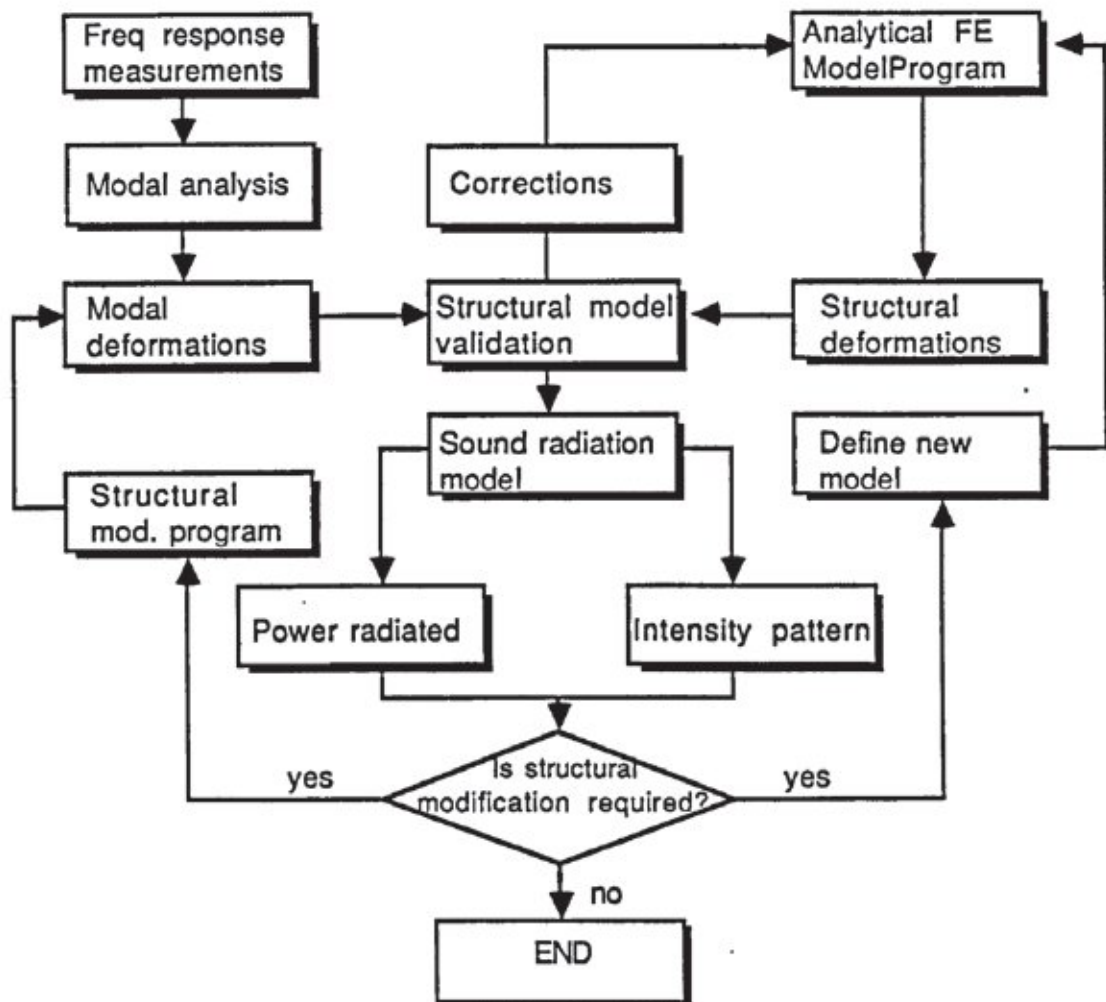 Freq response
measurements
Analytical FE
ModelProgram
Modal analysis
Corrections
Modal
deformations
Structural model
validation
Structural
deformations
Sound radiation
model
Define new
model
Structural
mod. program
Power radiated
Intensity pattern
Is structural
modification required?
yes
yes
no
END